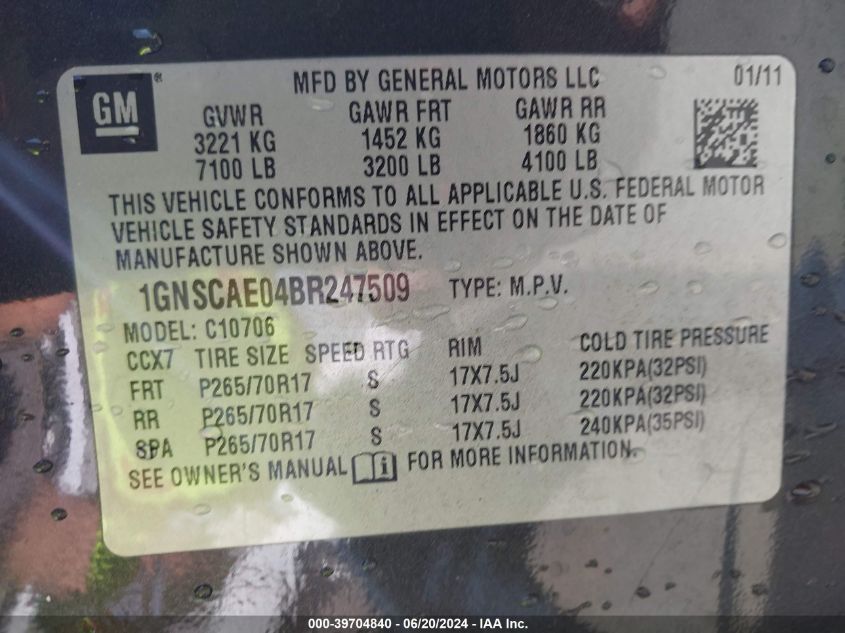 GM
MFD BY GENERAL MOTORS LLC 01/11
GVWR GAWR FRT GAWR RR
3221 KG 1452 KG 1860 KG
7100 LB 3200 LB 4100 LB
THIS VEHICLE CONFORMS TO ALL APPLICABLE U.S. FEDERAL MOTOR
VEHICLE SAFETY STANDARDS IN EFFECT ON THE DATE OF
MANUFACTURE SHOWN ABOVE.
1GNSCAE04BR247509 TYPE: M.P.V.
MODEL: C10706
CCX7 TIRE SIZE SPEED RTG RIM COLD TIRE PRESSURE
FRT P265/70R17 S 17X7.5J 220KPA(32PSI)
RR P265/70R17 S 17X7.5J 220KPA(32PSI)
SPA P265/70R17 S 17X7.5J 240KPA(35PSI)
SEE OWNER'S MANUAL FOR MORE INFORMATION.
000-39704840 - 06/20/2024 - IAA Inc.